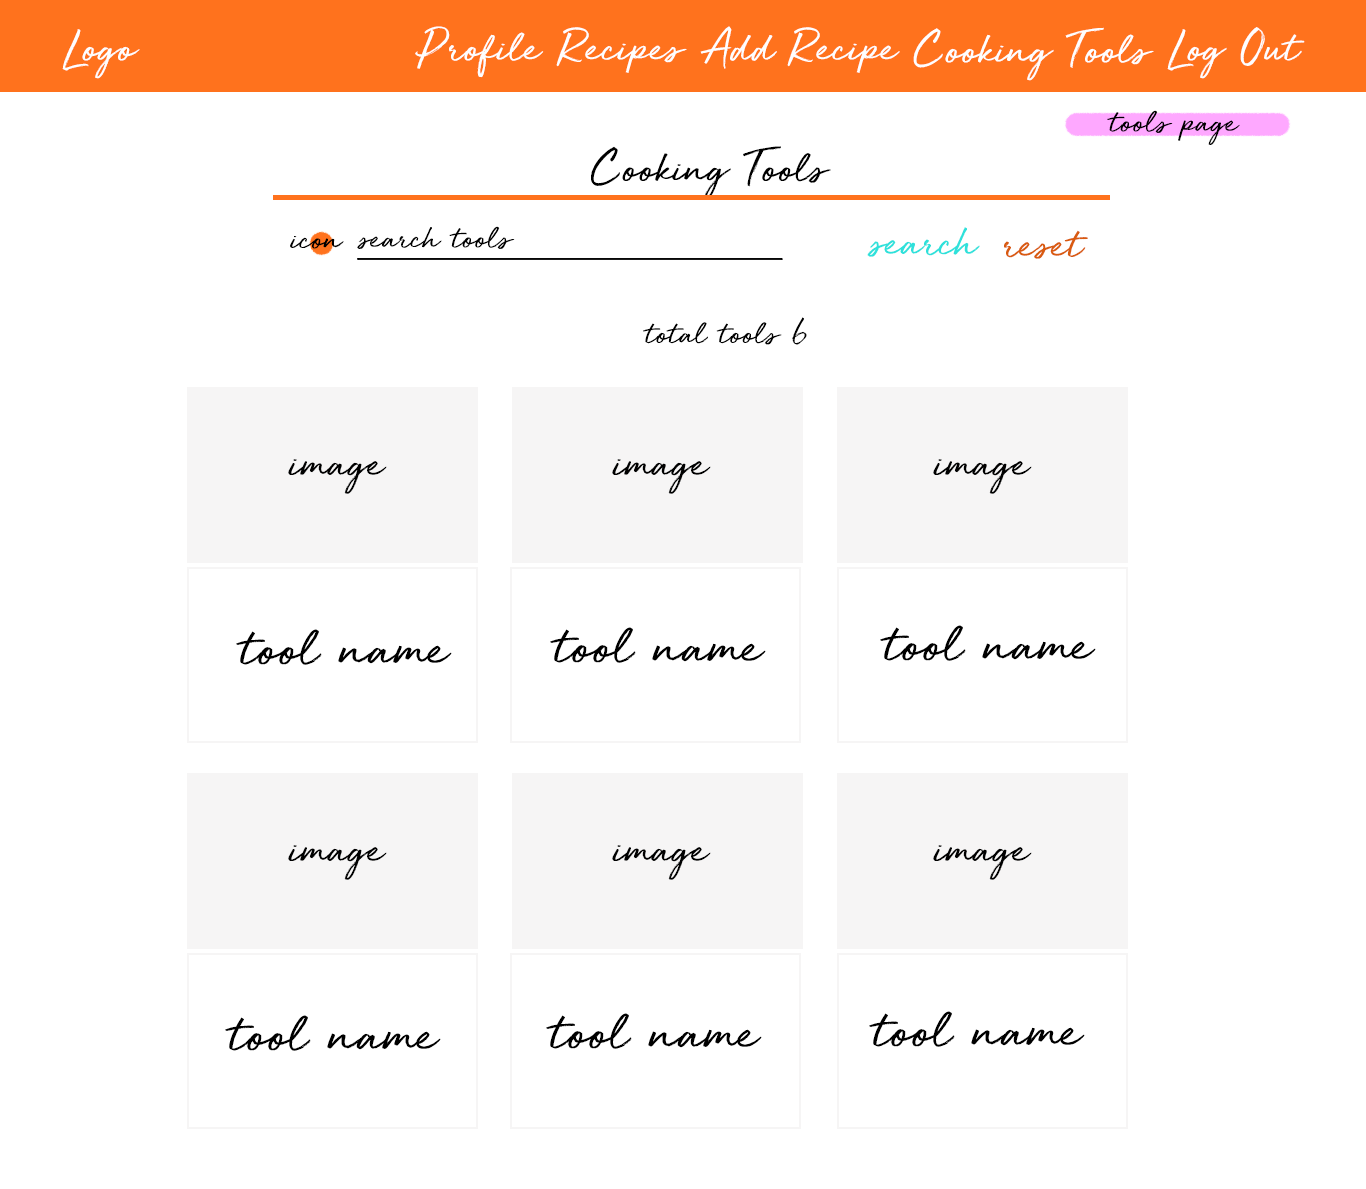 Logo Profile Recipes Add Recipe Cooking Tools Log Out
tools page
Cooking Tools
icon search tools search reset
total tools 6
image image image
tool name tool name tool name
image image image
tool name tool name tool name